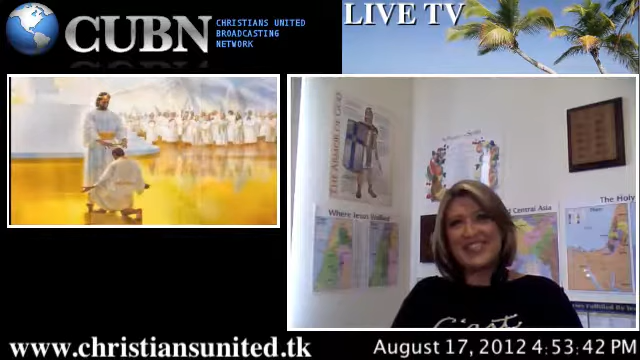 CUBN
CHRISTIANS UNITED
BROADCASTING
NETWORK
LIVE TV
THE ARMOR OF GOD
Where Jesus Walked
Central Asia
The Holy
www.christiansunited.tk
August 17, 2012 4:53:42 PM